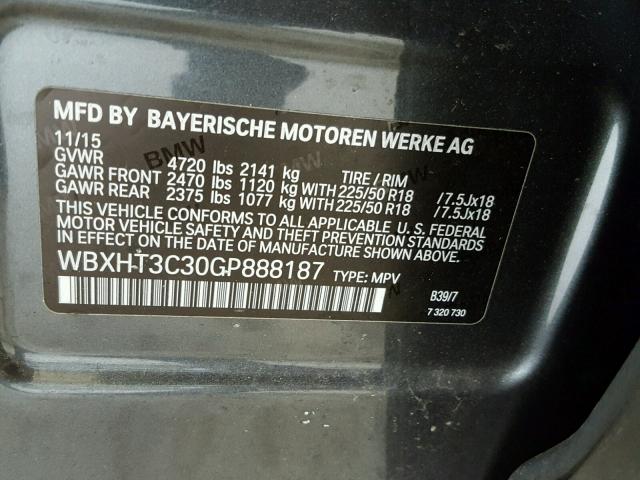 MFD BY BAYERISCHE MOTOREN WERKE AG
11/15
GVWR 4720 lbs 2141 kg TIRE / RIM
GAWR FRONT 2470 lbs 1120 kg WITH 225/50 R18 /7.5Jx18
GAWR REAR 2375 lbs 1077 kg WITH 225/50 R18 /7.5Jx18
THIS VEHICLE CONFORMS TO ALL APPLICABLE U. S. FEDERAL
MOTOR VEHICLE SAFETY AND THEFT PREVENTION STANDARDS
IN EFFECT ON THE DATE OF MANUFACTURE SHOWN ABOVE.
WBXHT3C30GP888187 TYPE: MPV
B39/7
7 320 730
BMW
BMW